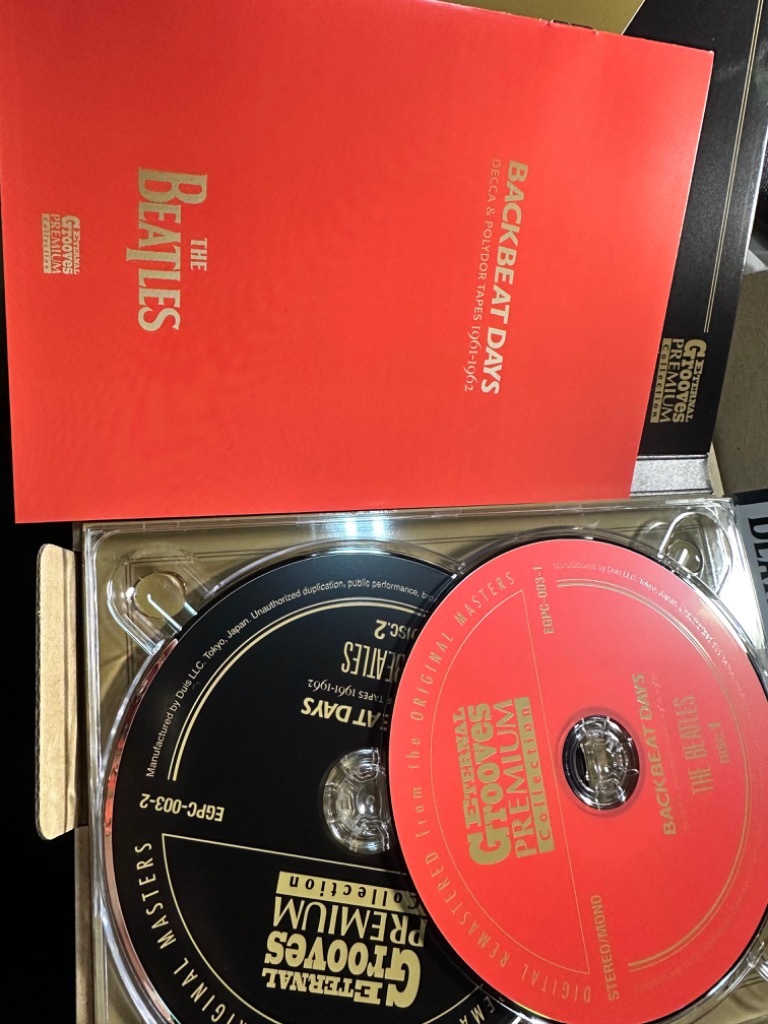 BACKBEAT DAYS
DECCA & POLYDOR TAPES 1961-1962
THE
BEATLES
ETERNAL
Grooves
PREMIUM
Collection
ETERNAL
Grooves
PREMIUM
Collection
Manufactured by Duis LLC. Tokyo, Japan. Unauthorized duplication, public performance,
DISC.2
BEATLES
TAPES 1961-1962
EAT DAYS
EGPC-003-2
ORIGINAL MASTERS
ETERNAL
Grooves
PREMIUM
Collection
DIGITAL REMASTERED from the ORIGINAL MASTERS
EGPC-003-1
Manufactured by Duis LLC. Tokyo, Japan.
ETERNAL
Grooves
PREMIUM
Collection
BACKBEAT DAYS
THE BEATLES
DISC.1
STEREO/MONO